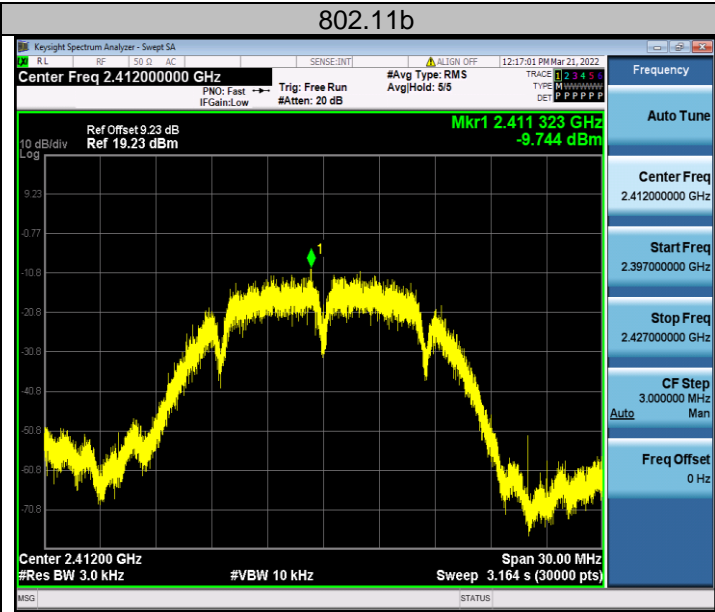 802.11b
Keysight Spectrum Analyzer - Swept SA
RL RF 50 Ω AC SENSE:INT ALIGN OFF 12:17:01 PM Mar 21, 2022
Center Freq 2.412000000 GHz
PNO: Fast
IFGain:Low
Trig: Free Run
#Atten: 20 dB
#Avg Type: RMS
Avg|Hold: 5/5
TRACE 1 2 3 4 5 6
TYPE M WWWWW
DET P P P P P P
Ref Offset 9.23 dB
10 dB/div Ref 19.23 dBm
Log
Mkr1 2.411 323 GHz
-9.744 dBm
1
9.23
-0.77
-10.8
-20.8
-30.8
-40.8
-50.8
-60.8
-70.8
Center 2.41200 GHz Span 30.00 MHz
#Res BW 3.0 kHz #VBW 10 kHz Sweep 3.164 s (30000 pts)
MSG STATUS
Frequency
Auto Tune
Center Freq
2.412000000 GHz
Start Freq
2.397000000 GHz
Stop Freq
2.427000000 GHz
CF Step
3.000000 MHz
Auto Man
Freq Offset
0 Hz